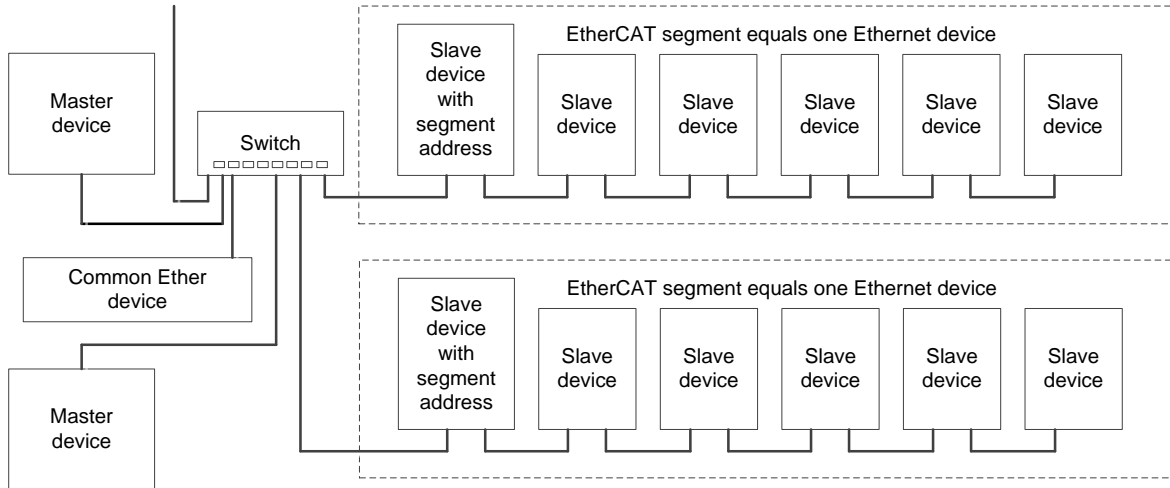 Master
device
Switch
Common Ether
device
Master
device
EtherCAT segment equals one Ethernet device
Slave
device
with
segment
address
Slave
device
Slave
device
Slave
device
Slave
device
Slave
device
EtherCAT segment equals one Ethernet device
Slave
device
with
segment
address
Slave
device
Slave
device
Slave
device
Slave
device
Slave
device